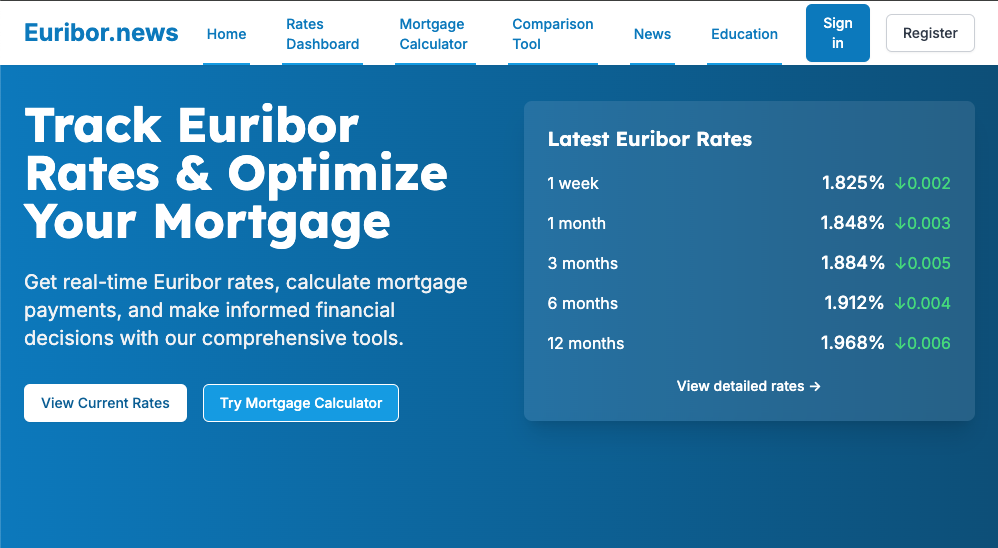 Euribor.news
Home
Rates
Dashboard
Mortgage
Calculator
Comparison
Tool
News
Education
Sign
in
Register
Track Euribor
Rates & Optimize
Your Mortgage
Get real-time Euribor rates, calculate mortgage
payments, and make informed financial
decisions with our comprehensive tools.
View Current Rates
Try Mortgage Calculator
Latest Euribor Rates
1 week 1.825% ↓0.002
1 month 1.848% ↓0.003
3 months 1.884% ↓0.005
6 months 1.912% ↓0.004
12 months 1.968% ↓0.006
View detailed rates →